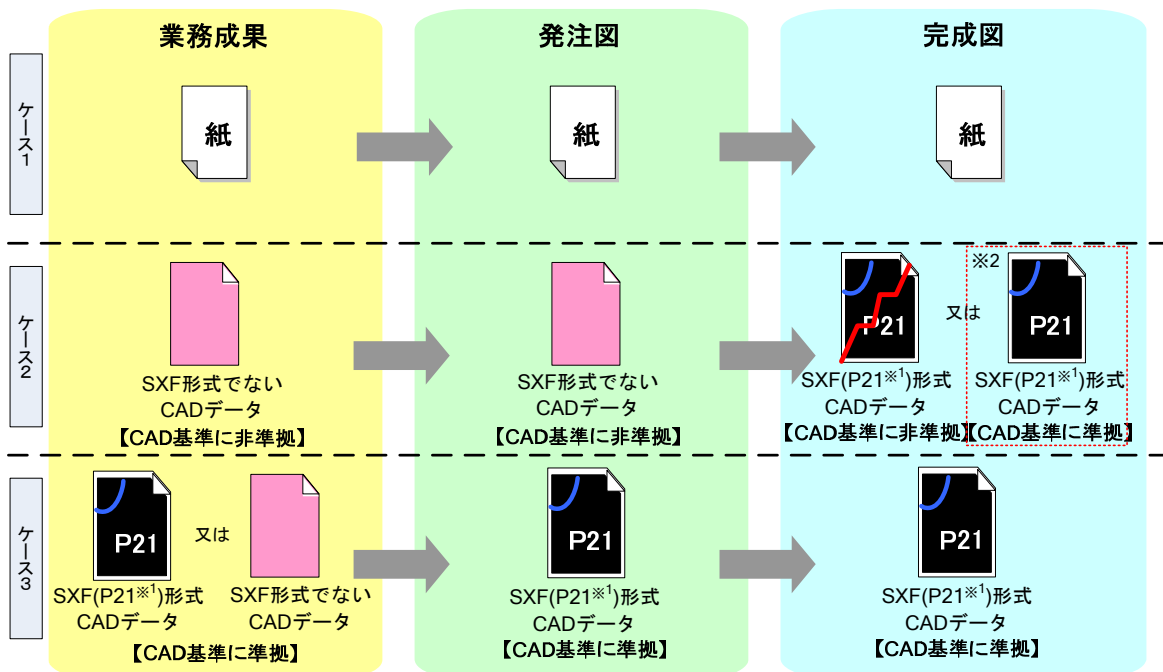 業務成果
発注図
完成図
ケース1
紙
紙
紙
ケース2
SXF形式でない
CADデータ
【CAD基準に非準拠】
SXF形式でない
CADデータ
【CAD基準に非準拠】
P21
SXF(P21※1)形式
CADデータ
【CAD基準に非準拠】
又は
※2
P21
SXF(P21※1)形式
CADデータ
【CAD基準に準拠】
ケース3
P21
SXF(P21※1)形式
CADデータ
又は
SXF形式でない
CADデータ
【CAD基準に準拠】
P21
SXF(P21※1)形式
CADデータ
【CAD基準に準拠】
P21
SXF(P21※1)形式
CADデータ
【CAD基準に準拠】